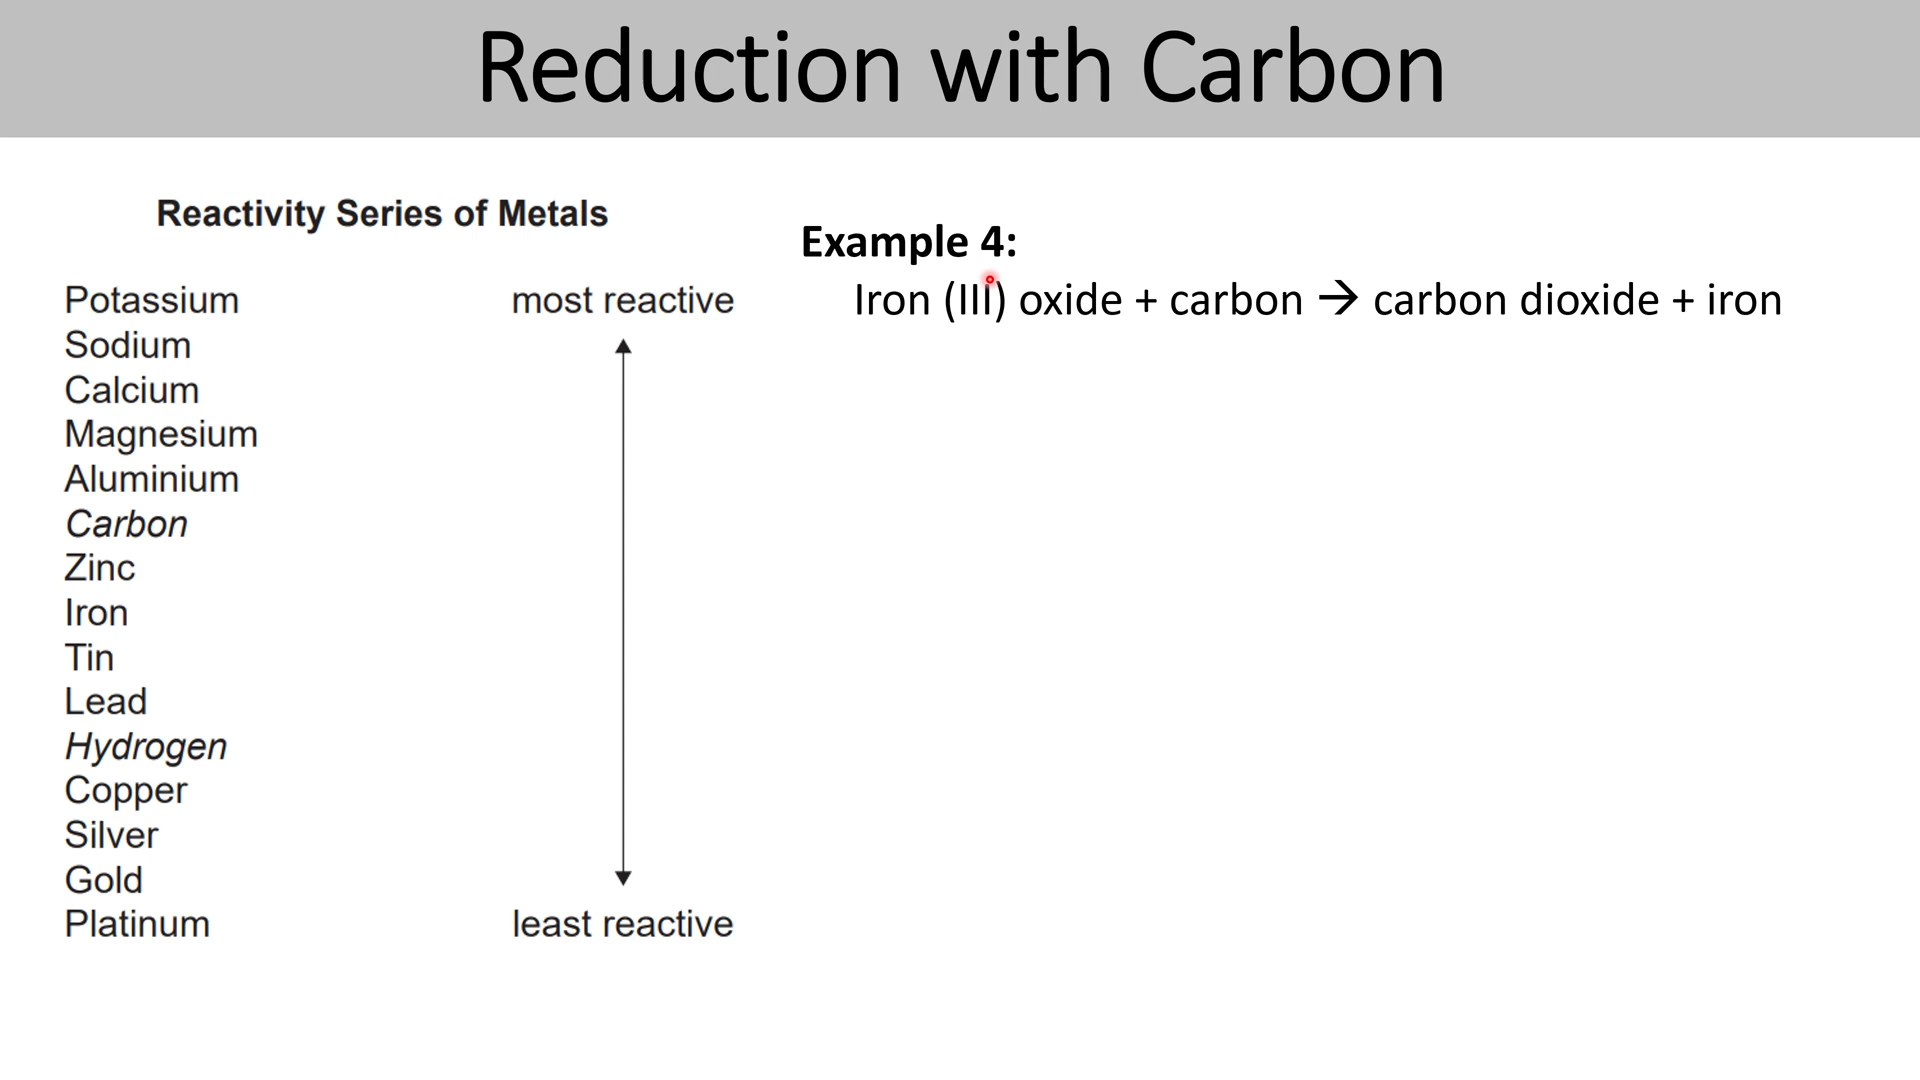 Reduction with Carbon
Reactivity Series of Metals
Potassium
Sodium
Calcium
Magnesium
Aluminium
Carbon
Zinc
Iron
Tin
Lead
Hydrogen
Copper
Silver
Gold
Platinum
most reactive
least reactive
Example 4:
Iron (III) oxide + carbon → carbon dioxide + iron